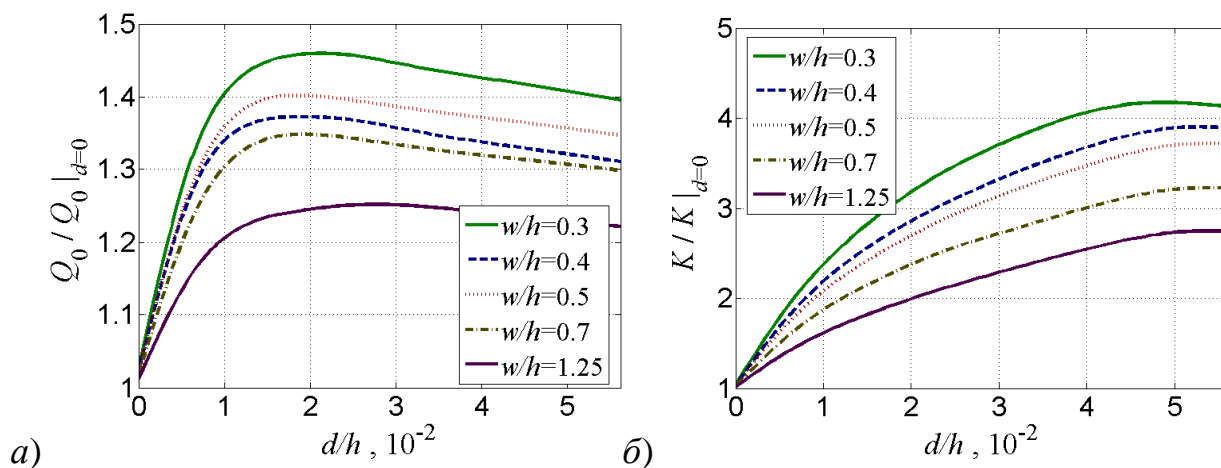 Q₀ / Q₀ |d=0
1.5
1.4
1.3
1.2
1.1
1
0 1 2 3 4 5
d/h , 10⁻²
w/h=0.3
w/h=0.4
w/h=0.5
w/h=0.7
w/h=1.25
а)
K / K |d=0
5
4
3
2
1
0 1 2 3 4 5
d/h , 10⁻²
w/h=0.3
w/h=0.4
w/h=0.5
w/h=0.7
w/h=1.25
б)